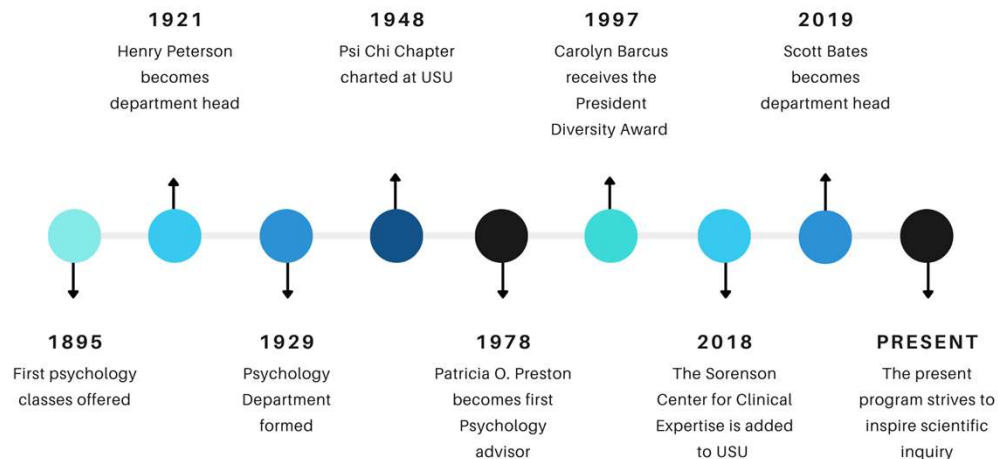 1921
Henry Peterson
becomes
department head
1948
Psi Chi Chapter
charted at USU
1997
Carolyn Barcus
receives the
President
Diversity Award
2019
Scott Bates
becomes
department head
1895
First psychology
classes offered
1929
Psychology
Department
formed
1978
Patricia O. Preston
becomes first
Psychology
advisor
2018
The Sorenson
Center for Clinical
Expertise is added
to USU
PRESENT
The present
program strives to
inspire scientific
inquiry